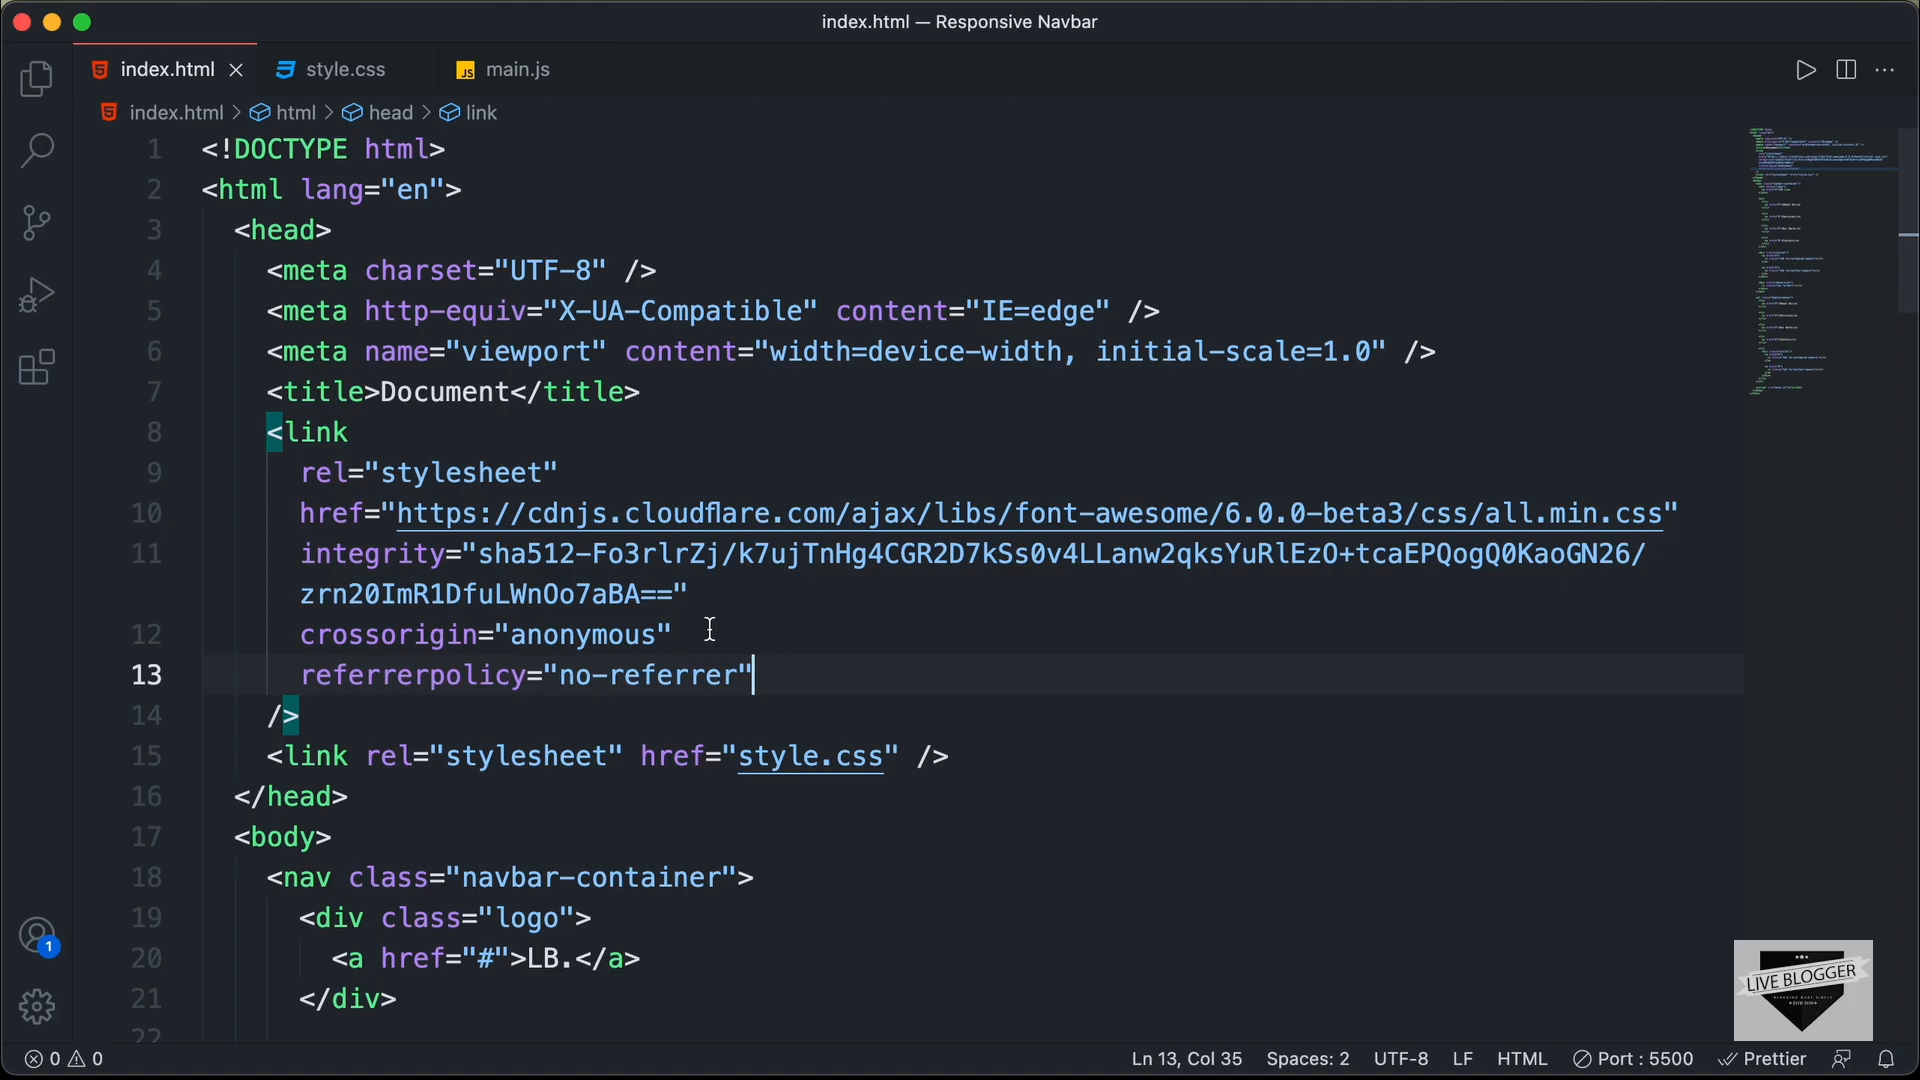 index.html — Responsive Navbar
index.html style.css JS main.js
index.html > html > head > link
1 <!DOCTYPE html>
2 <html lang="en">
3 <head>
4 <meta charset="UTF-8" />
5 <meta http-equiv="X-UA-Compatible" content="IE=edge" />
6 <meta name="viewport" content="width=device-width, initial-scale=1.0" />
7 <title>Document</title>
8 <link
9 rel="stylesheet"
10 href="https://cdnjs.cloudflare.com/ajax/libs/font-awesome/6.0.0-beta3/css/all.min.css"
11 integrity="sha512-Fo3rlrZj/k7ujTnHg4CGR2D7kSs0v4LLanw2qksYuRlEzO+tcaEPQogQ0KaoGN26/
zrn20ImR1DfuLWnOo7aBA=="
12 crossorigin="anonymous"
13 referrerpolicy="no-referrer"
14 />
15 <link rel="stylesheet" href="style.css" />
16 </head>
17 <body>
18 <nav class="navbar-container">
19 <div class="logo">
20 <a href="#">LB.</a>
21 </div>
22
1
LIVE BLOGGER
0 0 Ln 13, Col 35 Spaces: 2 UTF-8 LF HTML Port : 5500 Prettier